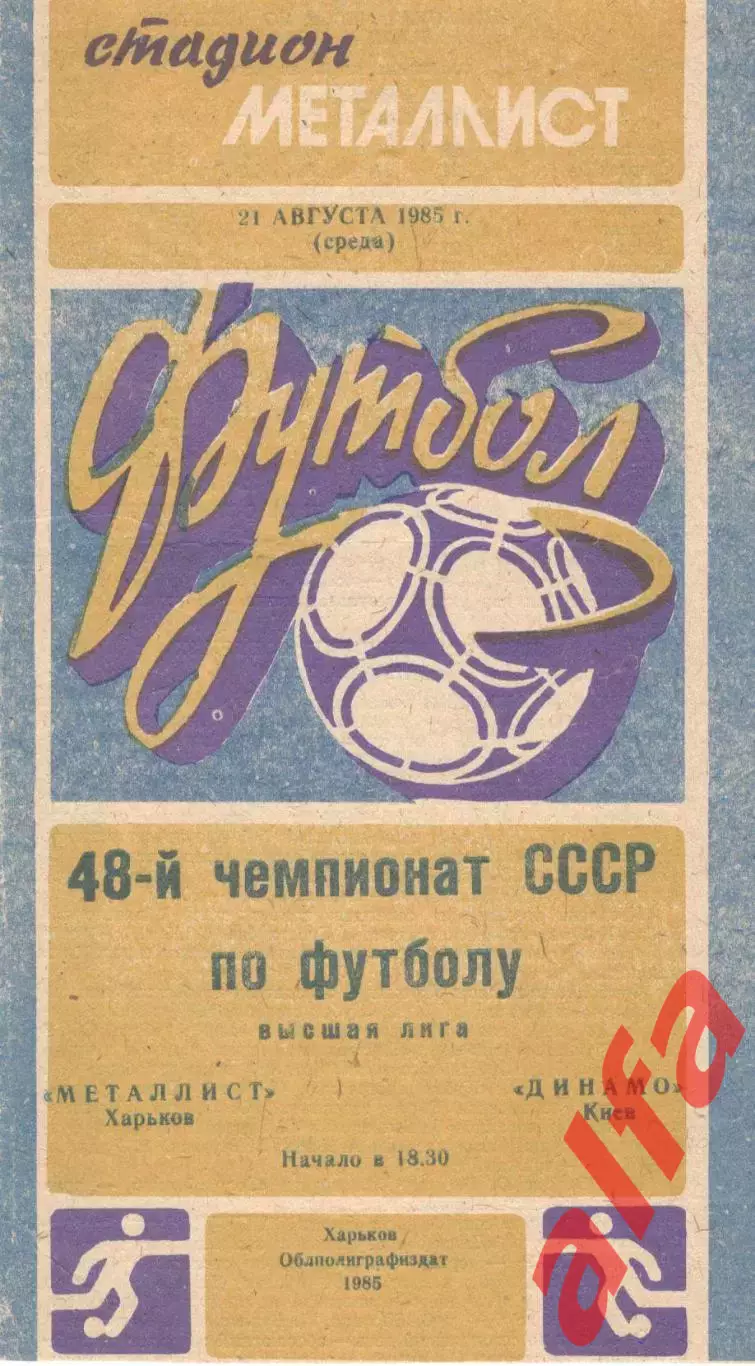 стадион
МЕТАЛЛИСТ
21 АВГУСТА 1985 г.
(среда)
футбол
48-й чемпионат СССР
по футболу
высшая лига
«МЕТАЛЛИСТ» «ДИНАМО»
Харьков Киев
Начало в 18.30
Харьков
Облполиграфиздат
1985
alfa